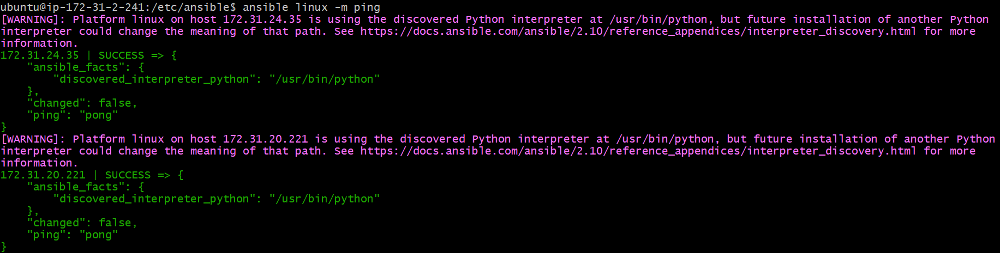 ubuntu@ip-172-31-2-241:/etc/ansible$ ansible linux -m ping
[WARNING]: Platform linux on host 172.31.24.35 is using the discovered Python interpreter at /usr/bin/python, but future installation of another Python
interpreter could change the meaning of that path. See https://docs.ansible.com/ansible/2.10/reference_appendices/interpreter_discovery.html for more
information.
172.31.24.35 | SUCCESS => {
    "ansible_facts": {
        "discovered_interpreter_python": "/usr/bin/python"
    },
    "changed": false,
    "ping": "pong"
}
[WARNING]: Platform linux on host 172.31.20.221 is using the discovered Python interpreter at /usr/bin/python, but future installation of another Python
interpreter could change the meaning of that path. See https://docs.ansible.com/ansible/2.10/reference_appendices/interpreter_discovery.html for more
information.
172.31.20.221 | SUCCESS => {
    "ansible_facts": {
        "discovered_interpreter_python": "/usr/bin/python"
    },
    "changed": false,
    "ping": "pong"
}